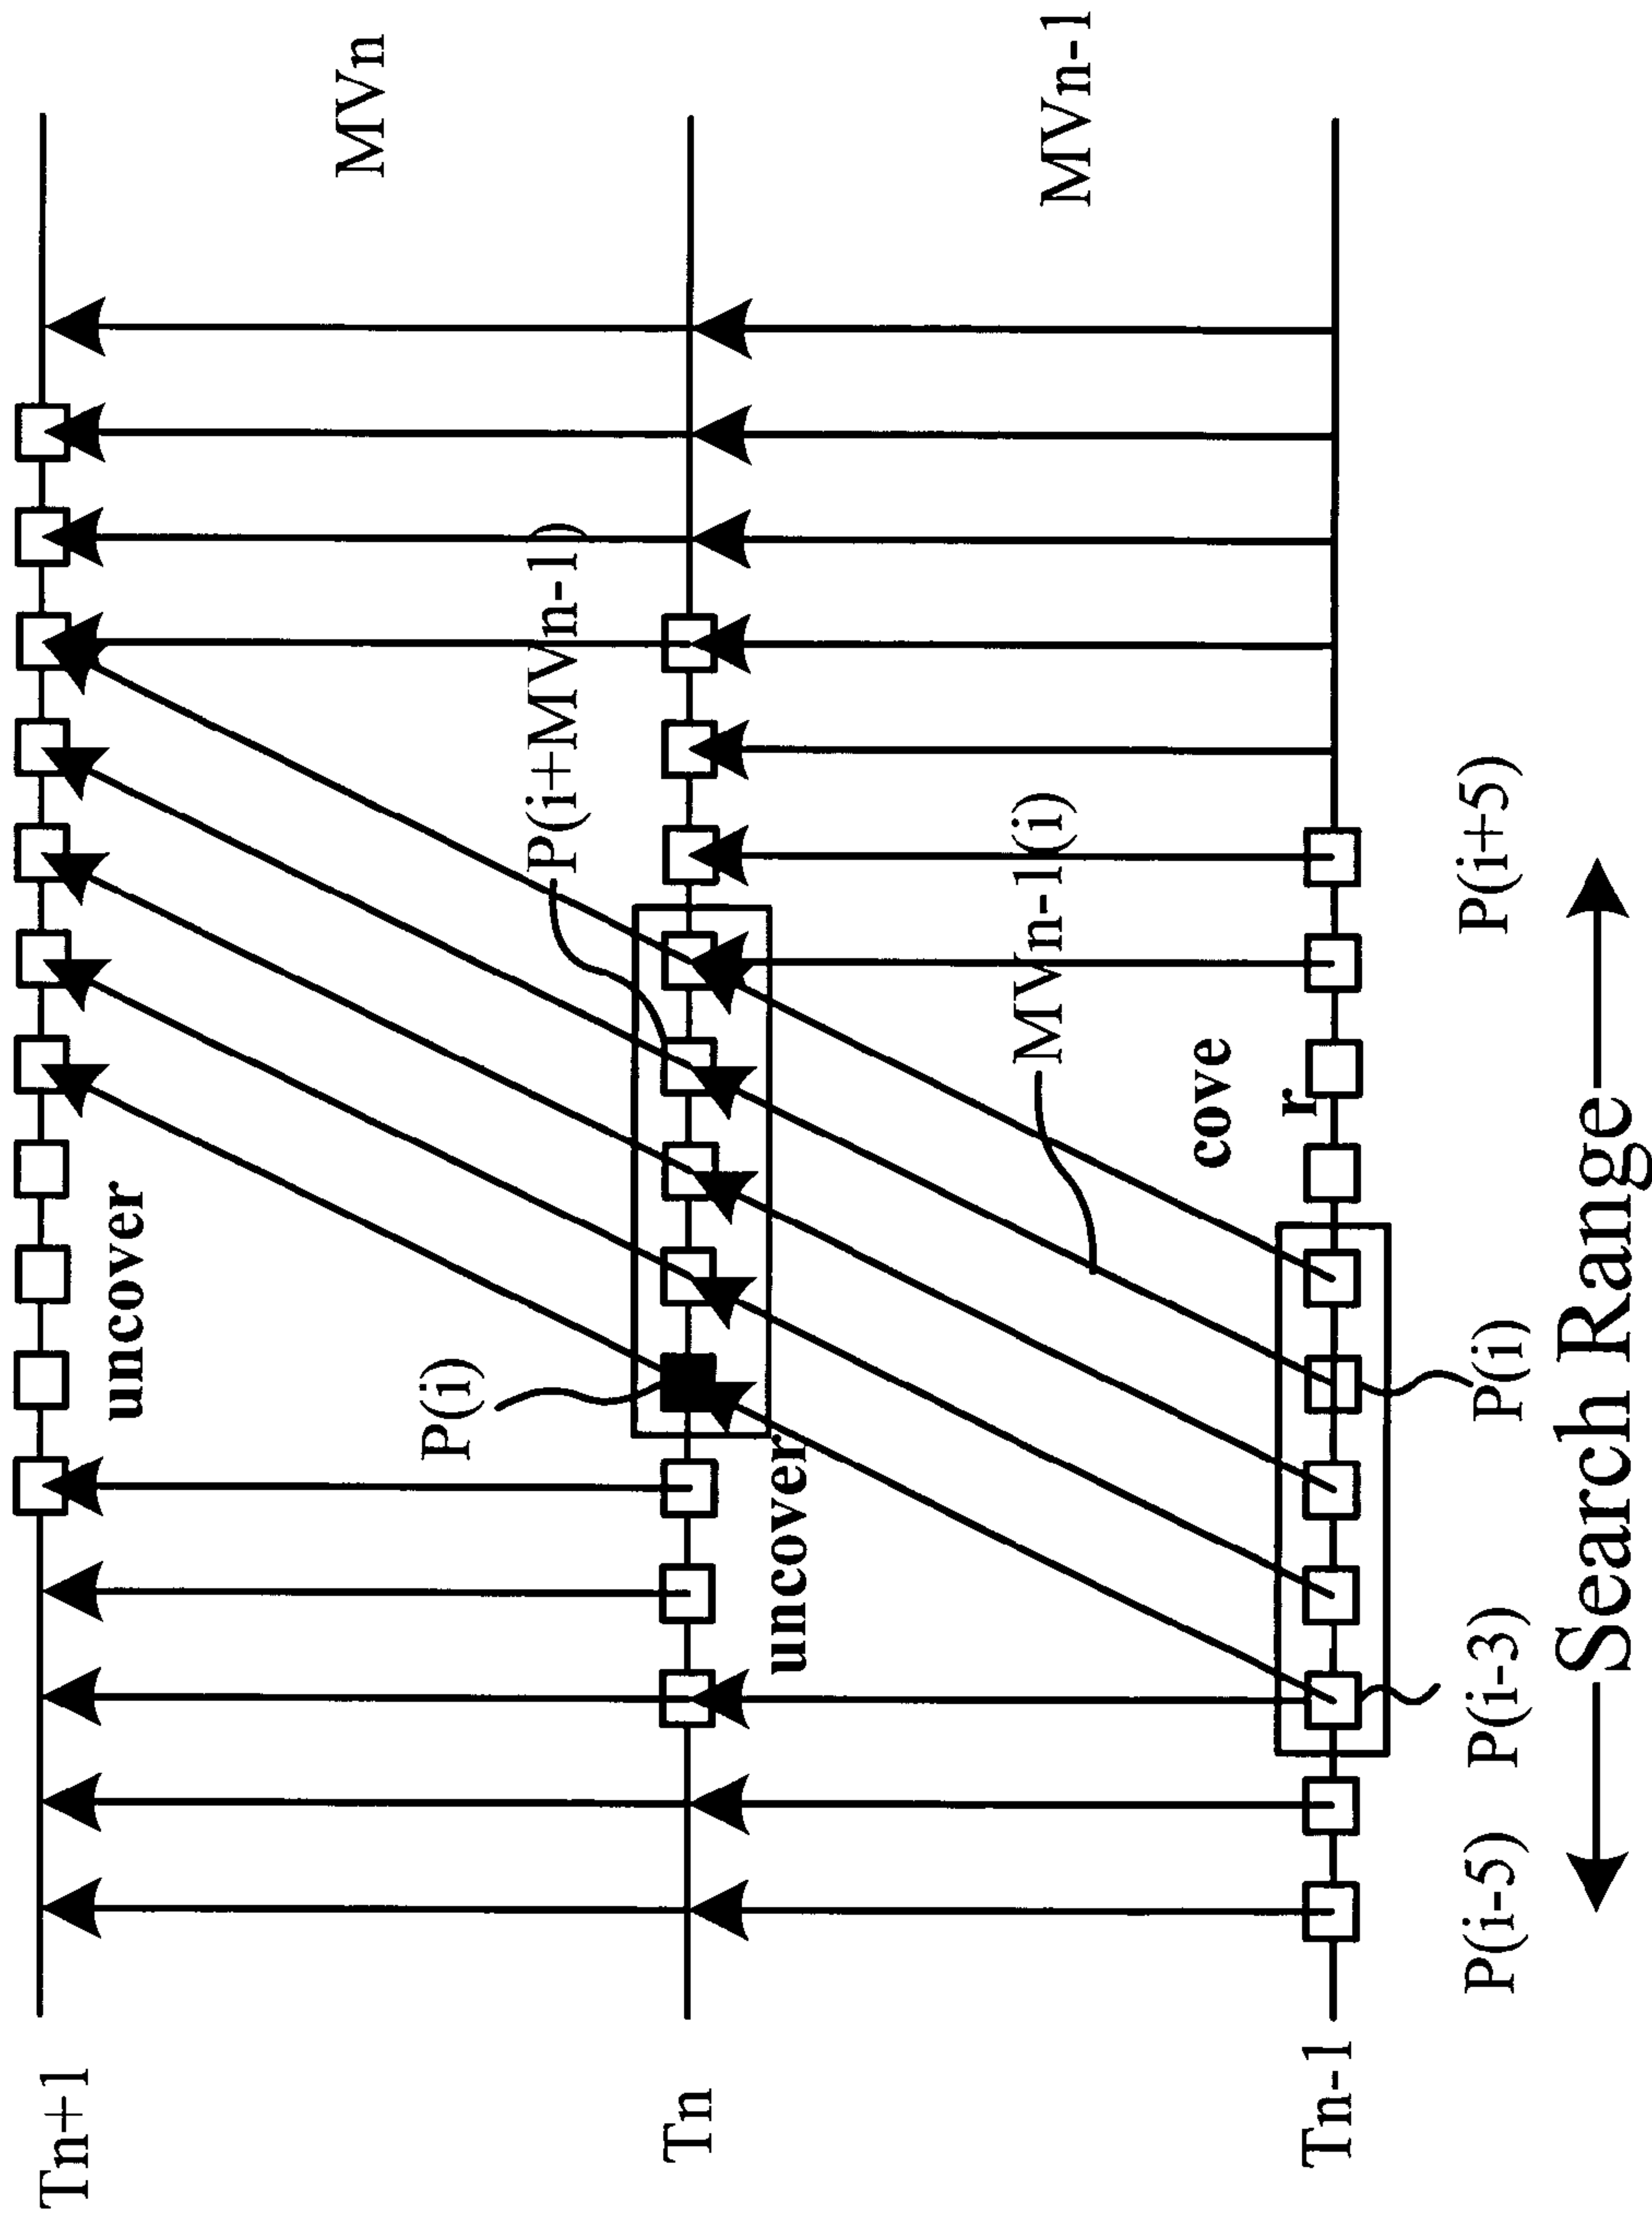 Tn+1
uncover
MVn
P(i+MVn-1)
P(i)
Tn
uncover
MVn-1
MVn-1(i)
cove
r
Tn-1
P(i-5)
P(i-3)
P(i)
P(i+5)
Search Range